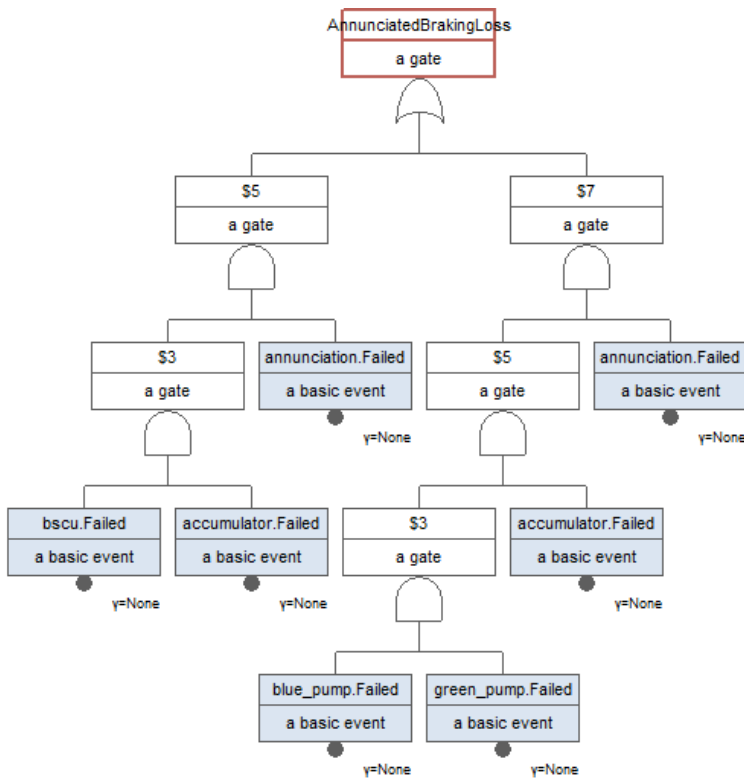 AnnunciatedBrakingLoss
a gate
$5
$7
a gate
a gate
$3
annunciation.Failed
$5
annunciation.Failed
a gate
a basic event
a gate
a basic event
γ=None
γ=None
bscu.Failed
accumulator.Failed
$3
accumulator.Failed
a basic event
a basic event
a gate
a basic event
γ=None
γ=None
γ=None
blue_pump.Failed
green_pump.Failed
a basic event
a basic event
γ=None
γ=None